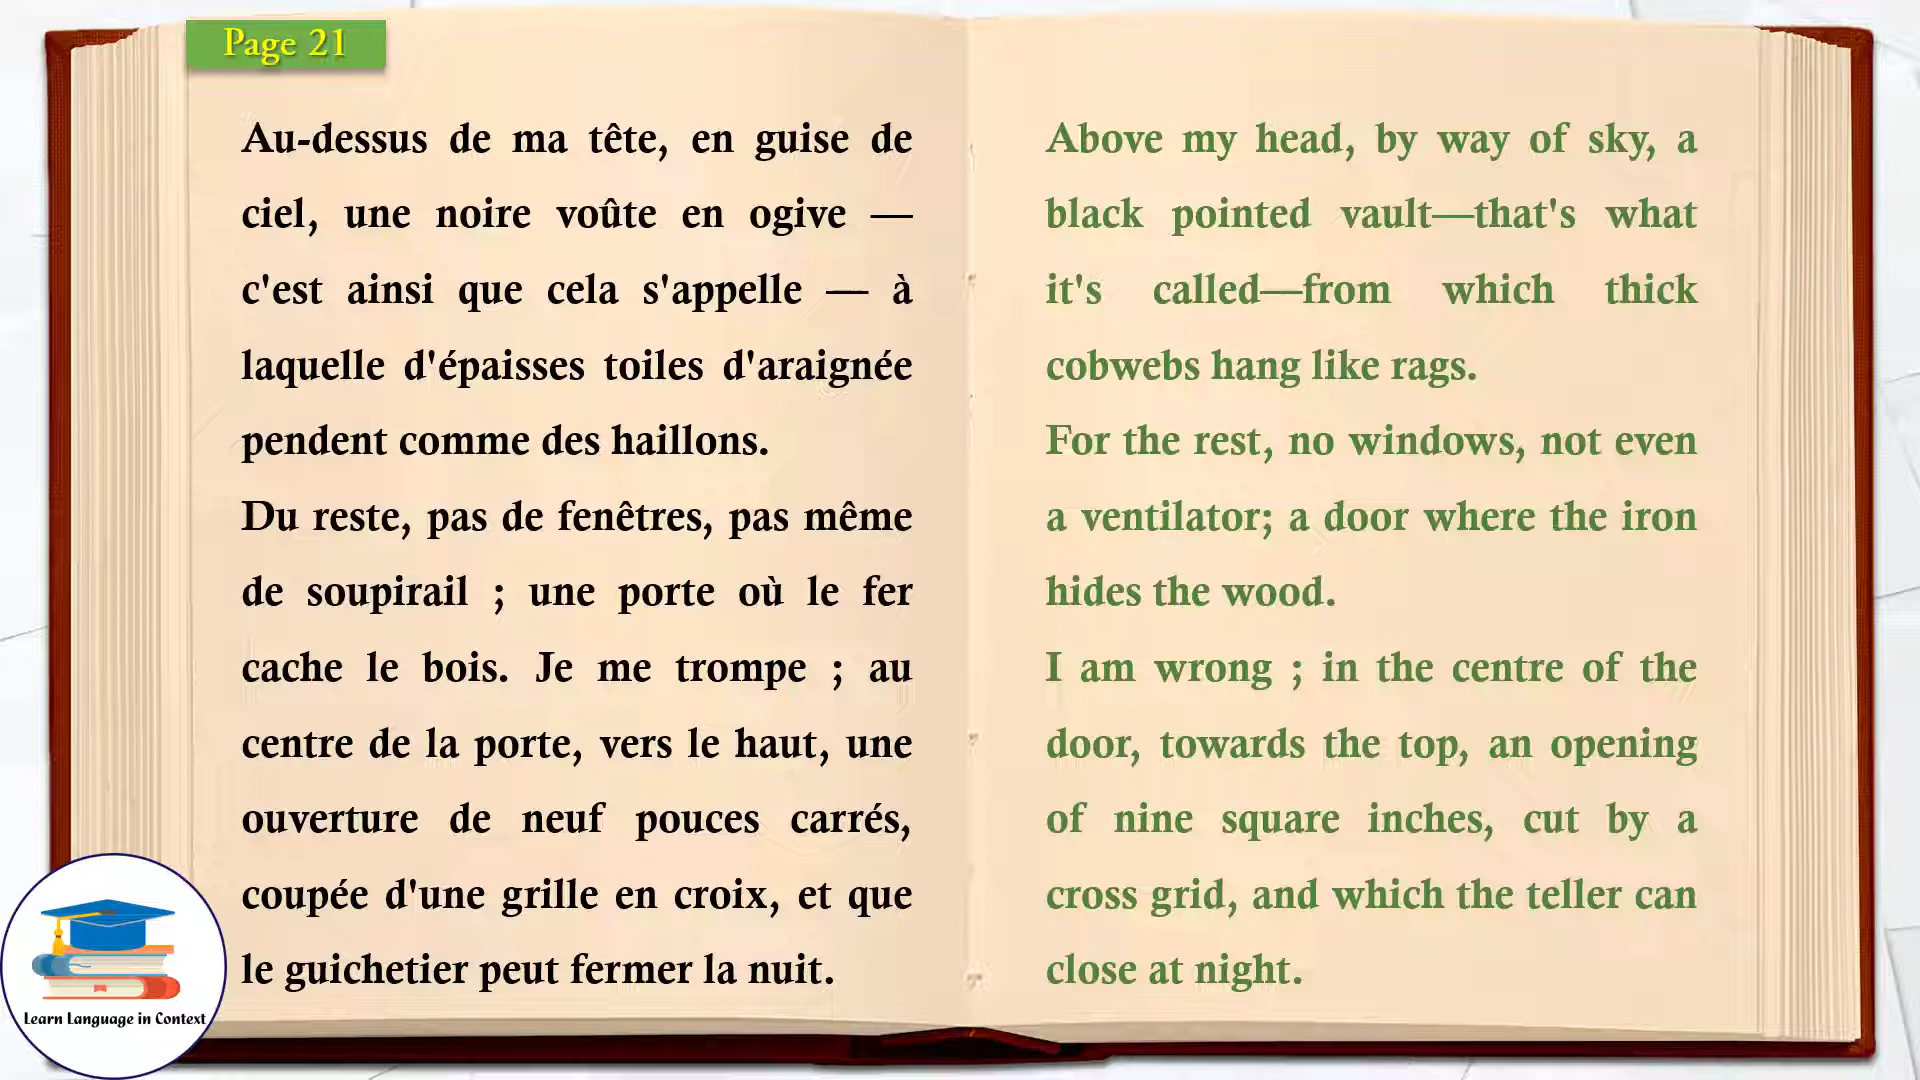 Page 21
Au-dessus de ma tête, en guise de
ciel, une noire voûte en ogive —
c'est ainsi que cela s'appelle — à
laquelle d'épaisses toiles d'araignée
pendent comme des haillons.
Du reste, pas de fenêtres, pas même
de soupirail ; une porte où le fer
cache le bois. Je me trompe ; au
centre de la porte, vers le haut, une
ouverture de neuf pouces carrés,
coupée d'une grille en croix, et que
le guichetier peut fermer la nuit.
Above my head, by way of sky, a
black pointed vault—that's what
it's called—from which thick
cobwebs hang like rags.
For the rest, no windows, not even
a ventilator; a door where the iron
hides the wood.
I am wrong ; in the centre of the
door, towards the top, an opening
of nine square inches, cut by a
cross grid, and which the teller can
close at night.
Learn Language in Context